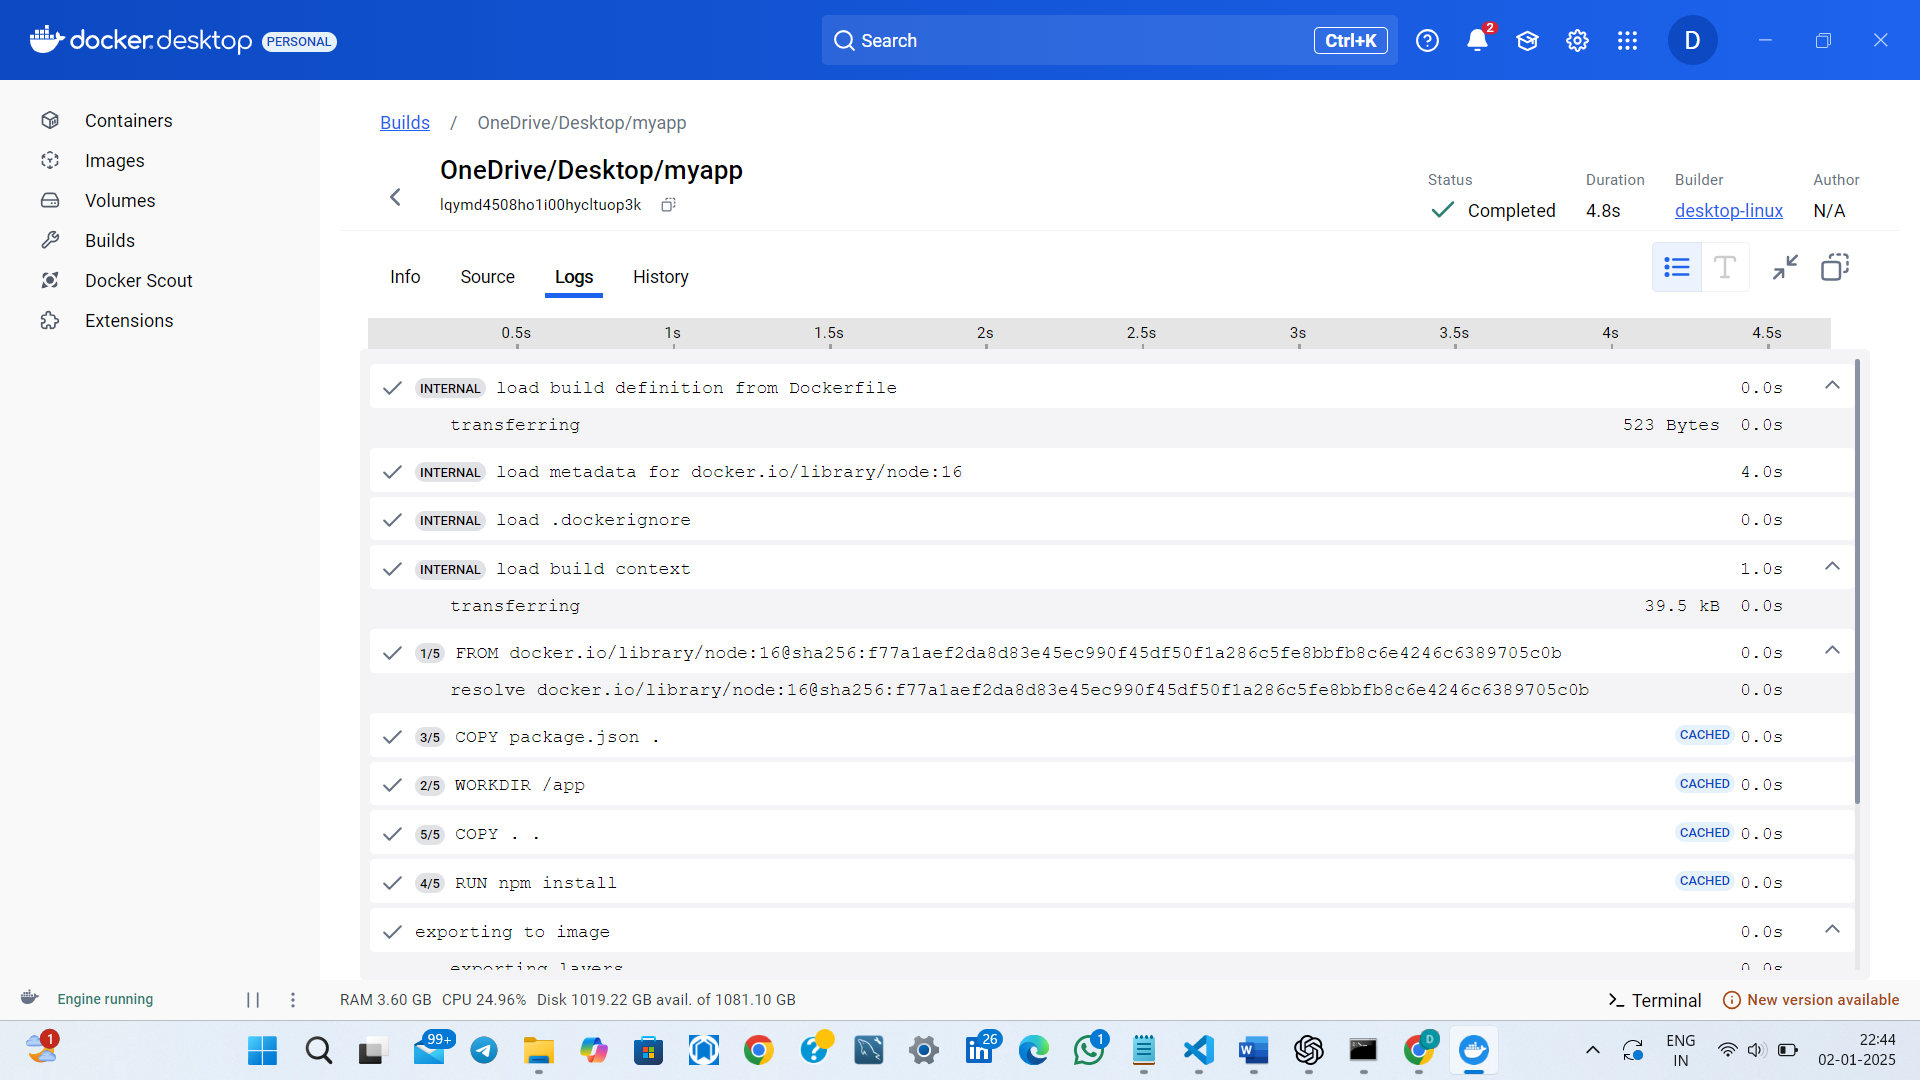 docker.desktop PERSONAL
Search
Ctrl+K
2
D
Containers
Images
Volumes
Builds
Docker Scout
Extensions
Builds / OneDrive/Desktop/myapp
OneDrive/Desktop/myapp
lqymd4508ho1i00hycltuop3k
Status Duration Builder Author
Completed 4.8s desktop-linux N/A
Info Source Logs History
0.5s 1s 1.5s 2s 2.5s 3s 3.5s 4s 4.5s
INTERNAL load build definition from Dockerfile 0.0s
transferring 523 Bytes 0.0s
INTERNAL load metadata for docker.io/library/node:16 4.0s
INTERNAL load .dockerignore 0.0s
INTERNAL load build context 1.0s
transferring 39.5 kB 0.0s
1/5 FROM docker.io/library/node:16@sha256:f77a1aef2da8d83e45ec990f45df50f1a286c5fe8bbfb8c6e4246c6389705c0b 0.0s
resolve docker.io/library/node:16@sha256:f77a1aef2da8d83e45ec990f45df50f1a286c5fe8bbfb8c6e4246c6389705c0b 0.0s
3/5 COPY package.json . CACHED 0.0s
2/5 WORKDIR /app CACHED 0.0s
5/5 COPY . . CACHED 0.0s
4/5 RUN npm install CACHED 0.0s
exporting to image 0.0s
exporting layers 0.0s
Engine running
RAM 3.60 GB CPU 24.96% Disk 1019.22 GB avail. of 1081.10 GB
Terminal
New version available
1
99+
26
1
D
ENG
IN
22:44
02-01-2025